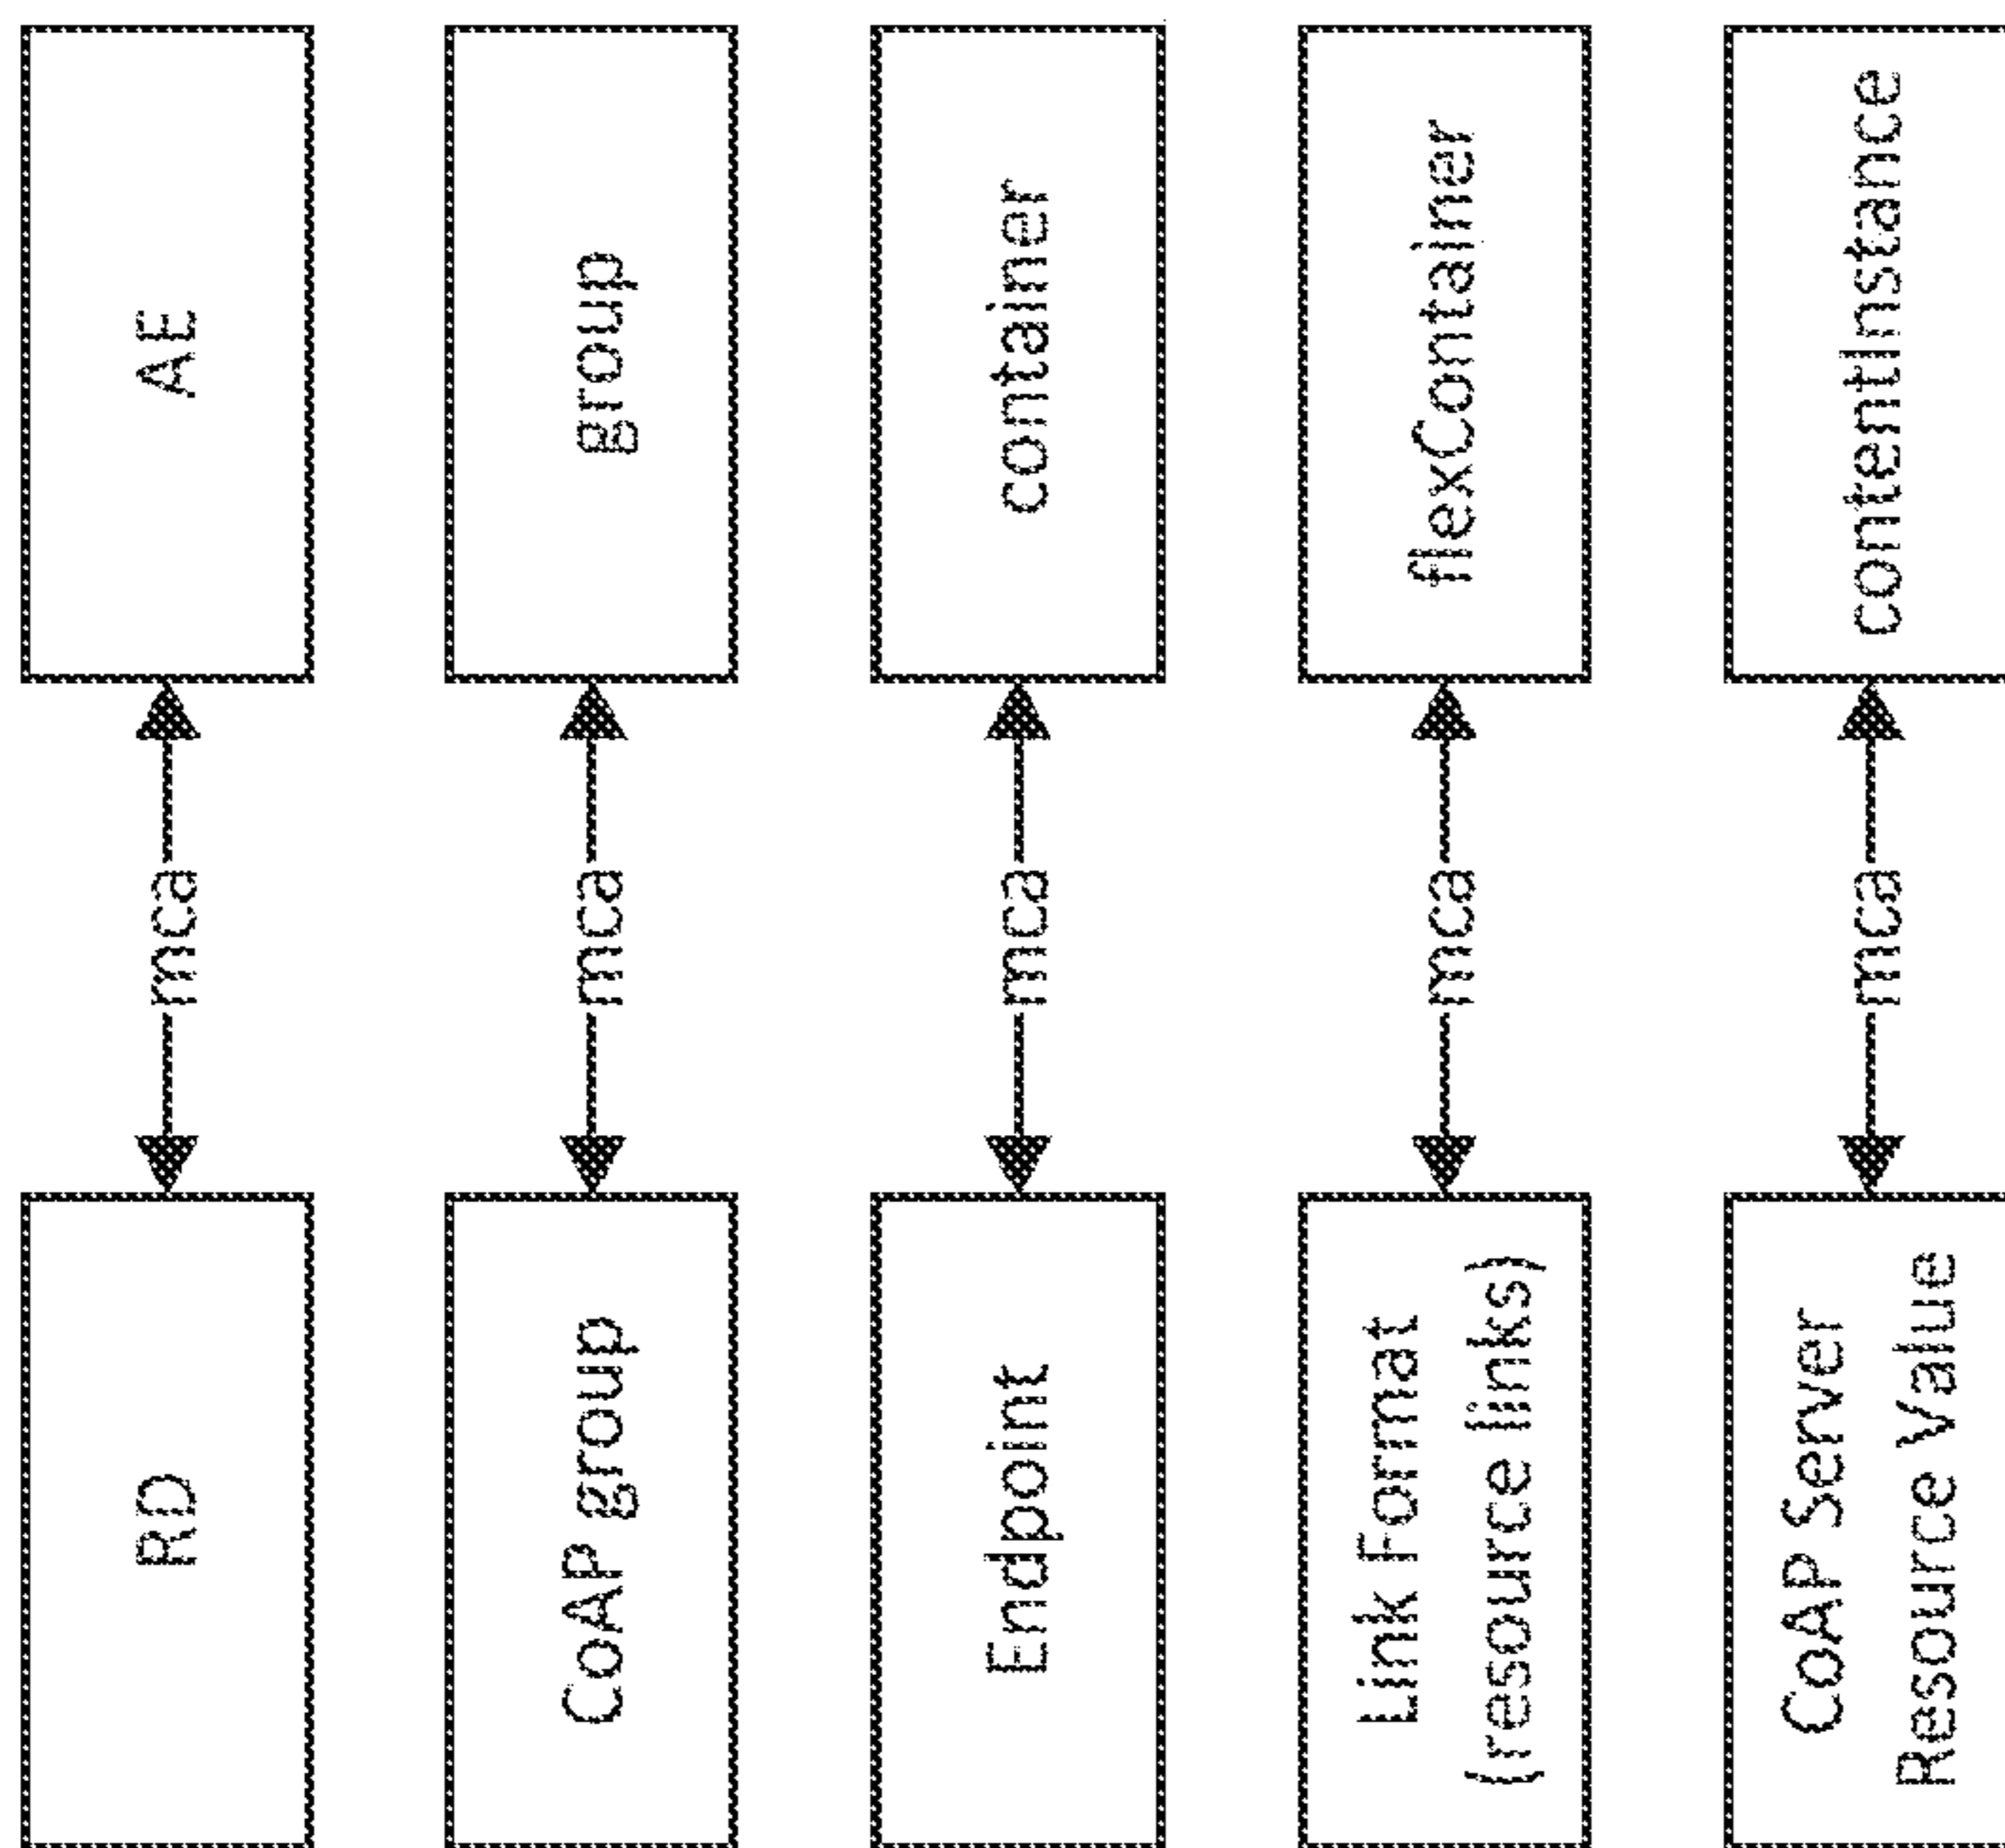 RD
mca
AE
CoAP group
mca
group
Endpoint
mca
container
Link Format
(resource links)
mca
flexContainer
CoAP Server
Resource Value
mca
contentInstance